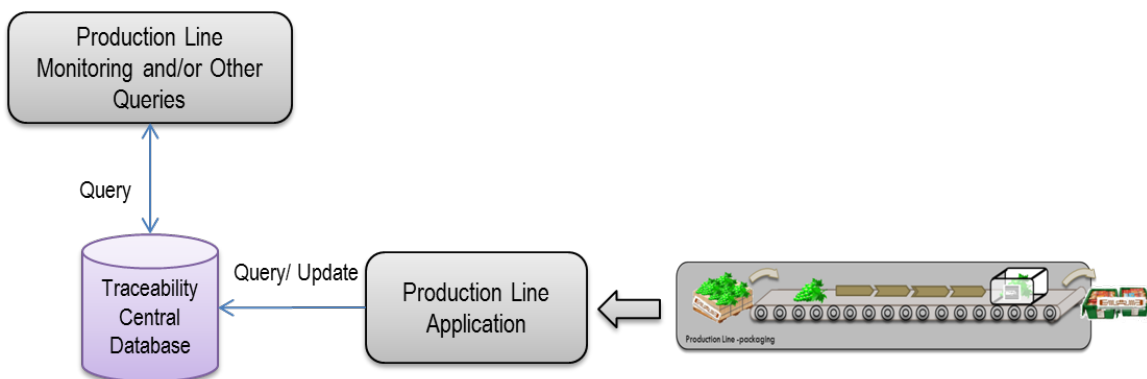 Production Line
Monitoring and/or Other
Queries
Query
Traceability
Central
Database
Query/ Update
Production Line
Application
Production Line -packaging